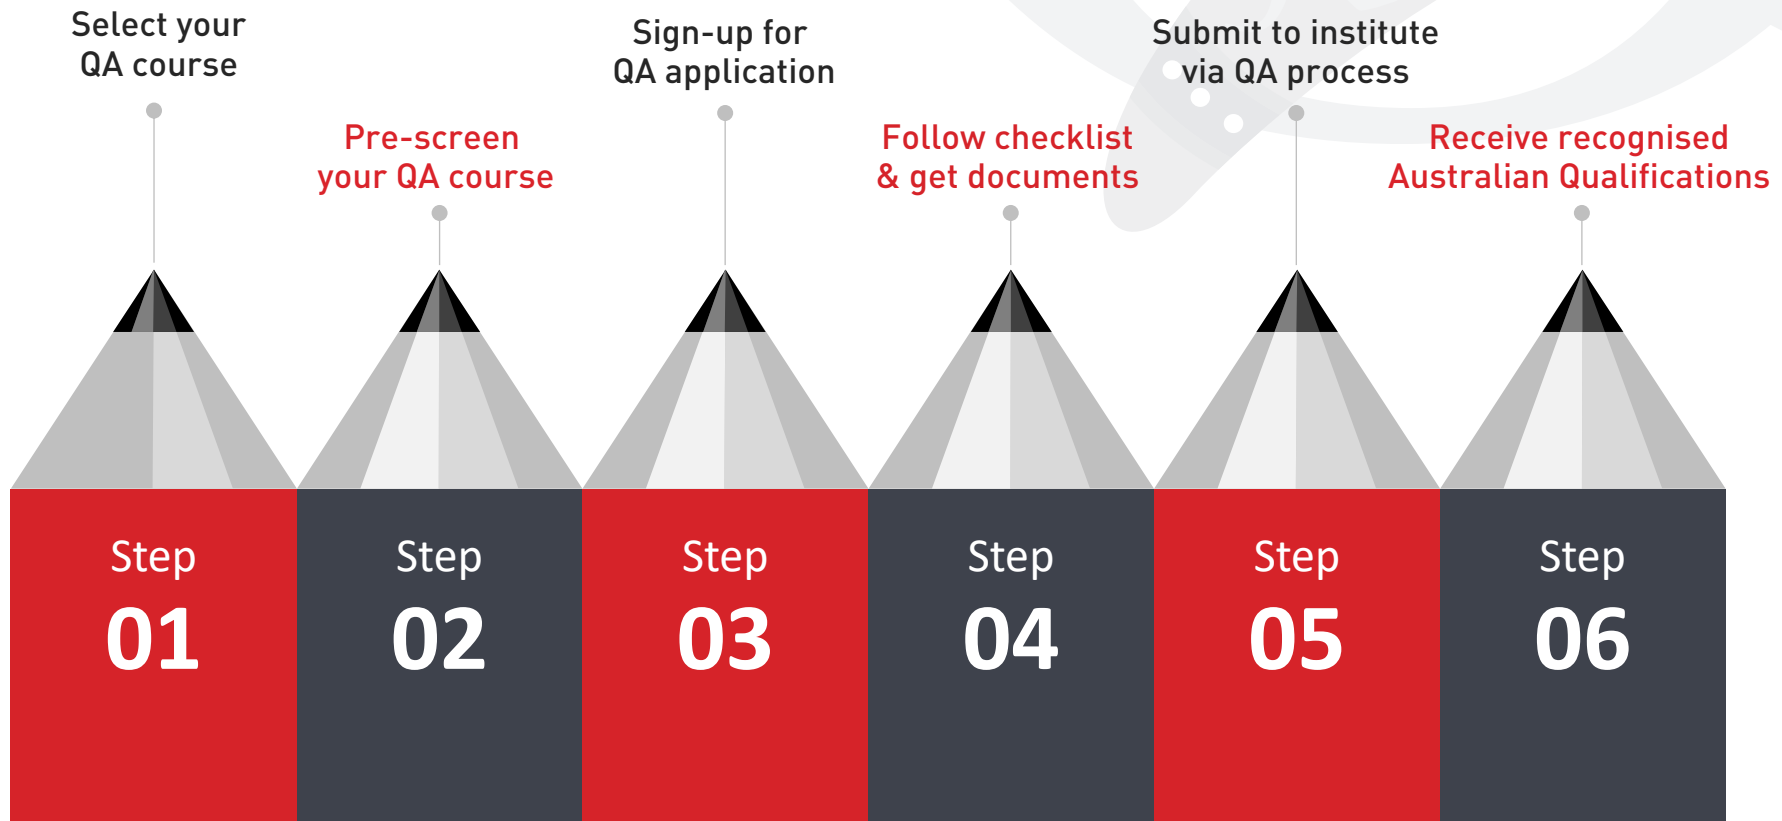 Select your
QA course
Pre-screen
your QA course
Sign-up for
QA application
Follow checklist
& get documents
Submit to institute
via QA process
Receive recognised
Australian Qualifications
Step
01
Step
02
Step
03
Step
04
Step
05
Step
06